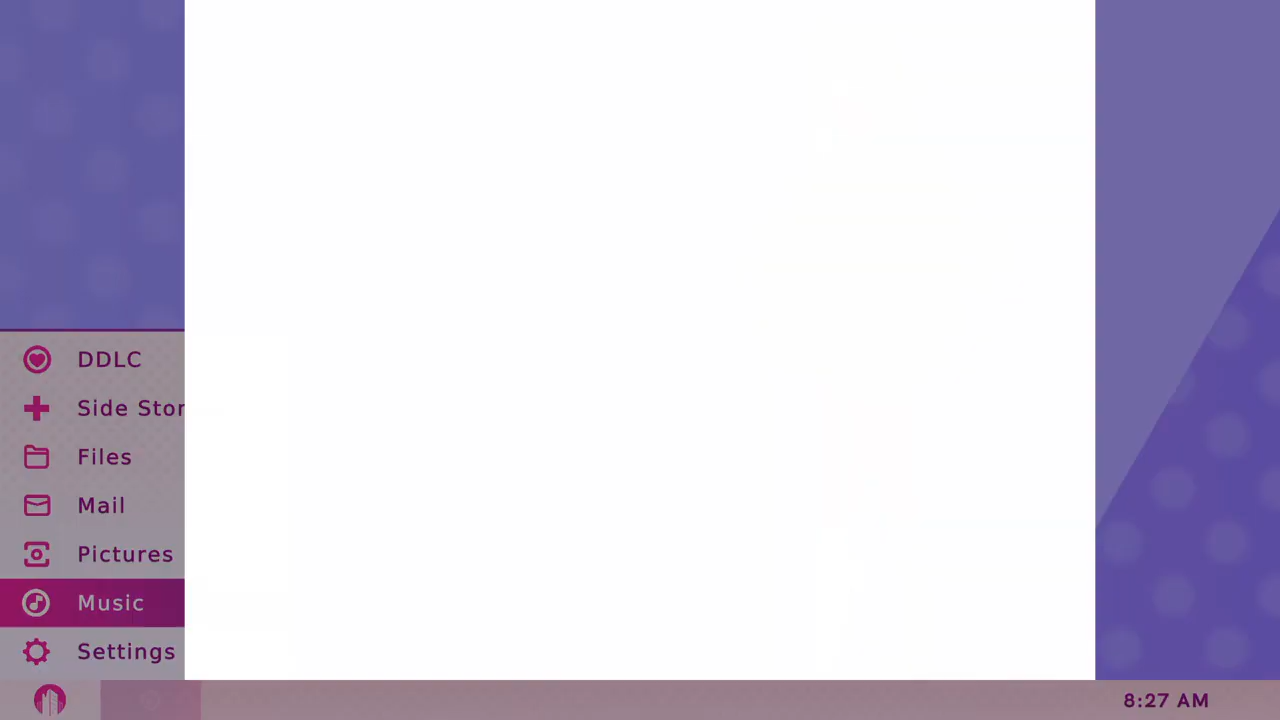 DDLC
Side Stor
Files
Mail
Pictures
Music
Settings
8:27 AM